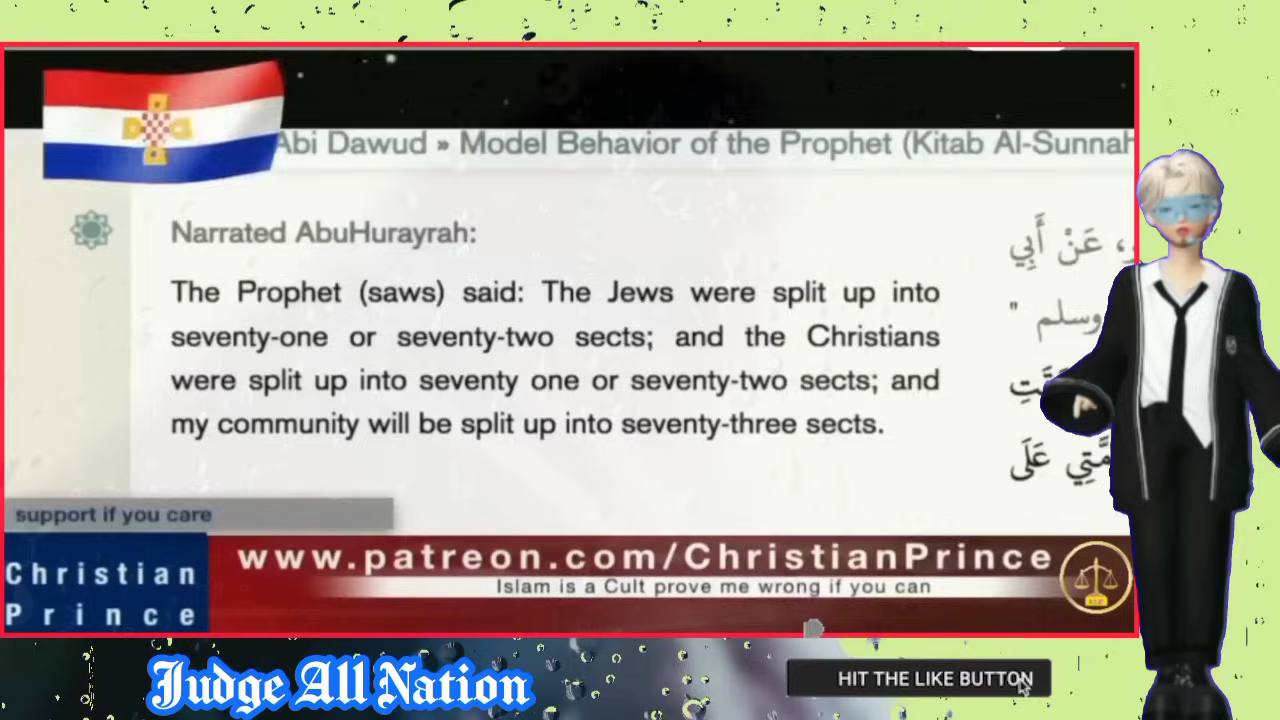 Abi Dawud » Model Behavior of the Prophet (Kitab Al-Sunnah
Narrated AbuHurayrah:
The Prophet (saws) said: The Jews were split up into
seventy-one or seventy-two sects; and the Christians
were split up into seventy one or seventy-two sects; and
my community will be split up into seventy-three sects.
عَنْ أَبِي
وسلم "
عَلَى
support if you care
Christian
Prince
www.patreon.com/ChristianPrince
Islam is a Cult prove me wrong if you can
Judge All Nation
HIT THE LIKE BUTTON